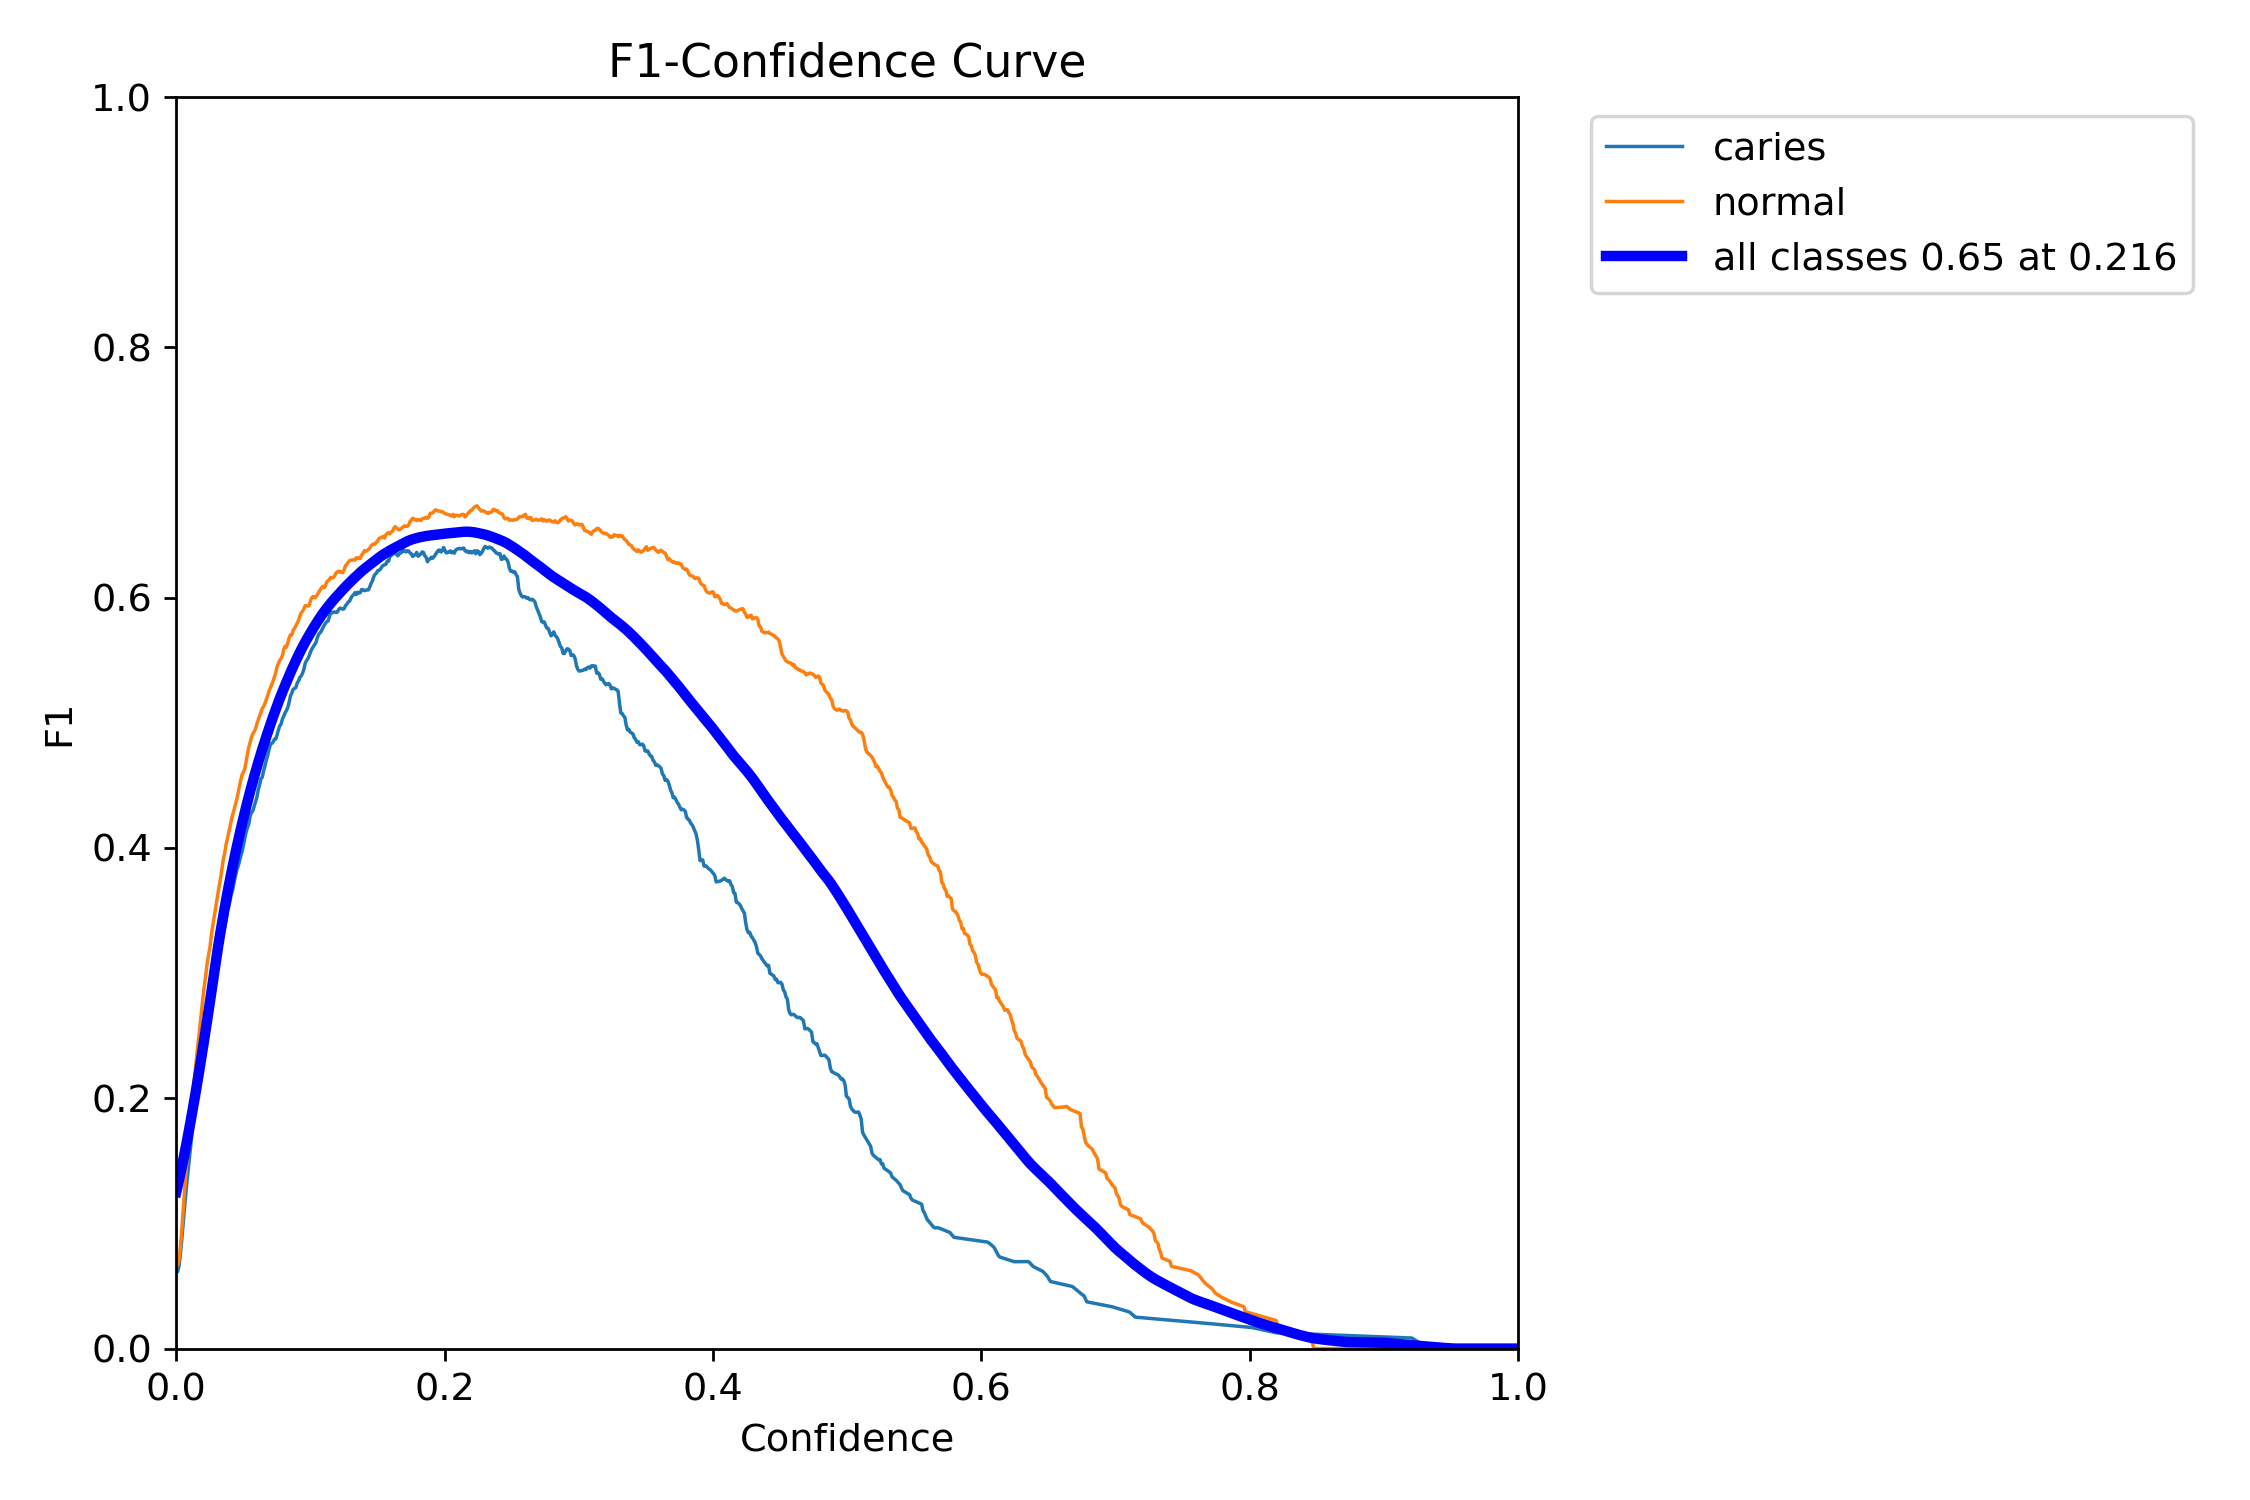 F1-Confidence Curve
1.0
0.8
0.6
0.4
0.2
0.0
F1
0.0 0.2 0.4 0.6 0.8 1.0
Confidence
caries
normal
all classes 0.65 at 0.216